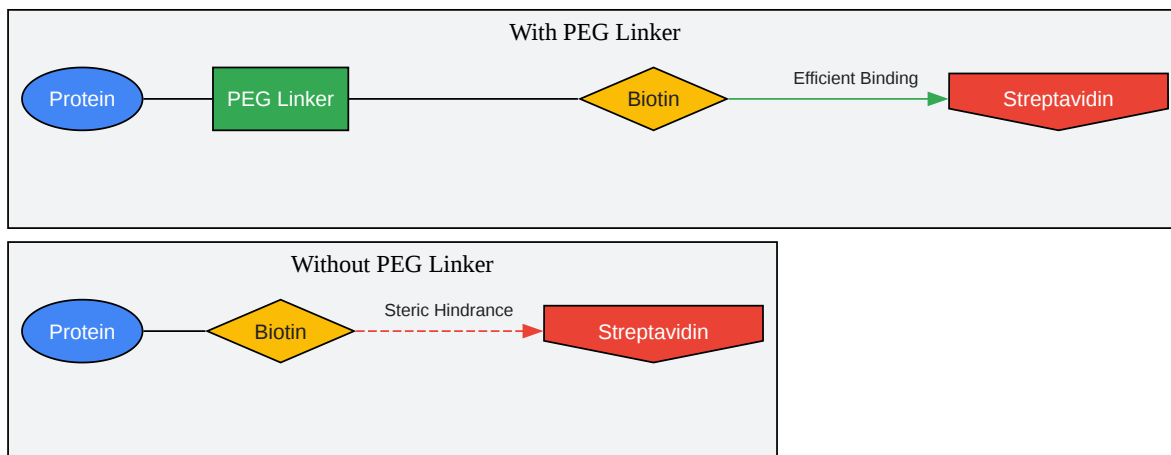 With PEG Linker
Protein
PEG Linker
Biotin
Efficient Binding
Streptavidin
Without PEG Linker
Protein
Biotin
Steric Hindrance
Streptavidin